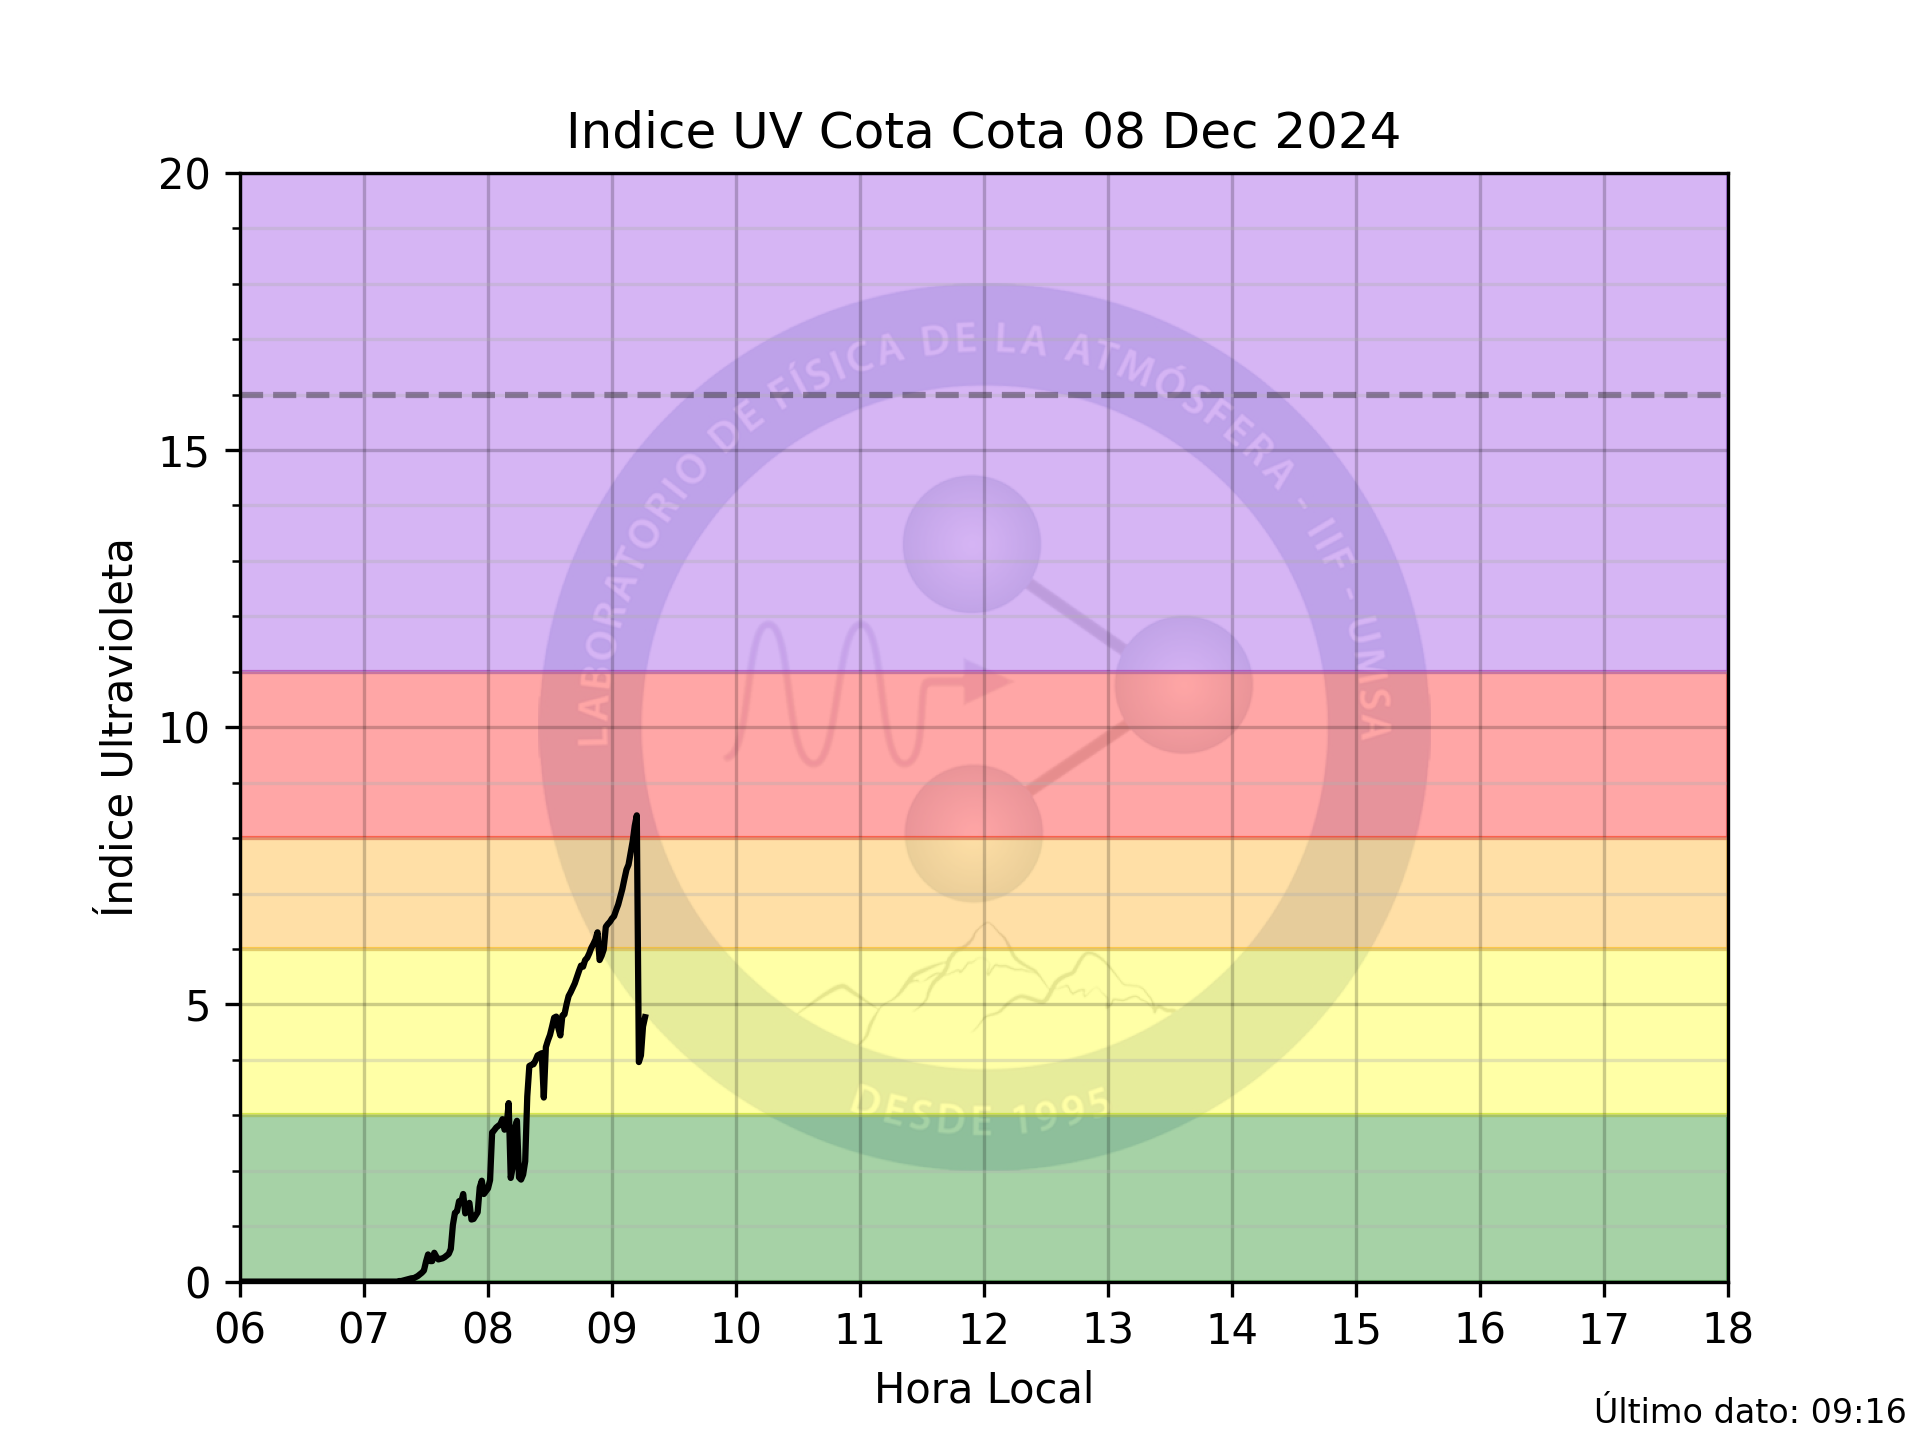 Indice UV Cota Cota 08 Dec 2024
20
15
10
5
0
Índice Ultravioleta
LABORATORIO DE FÍSICA DE LA ATMÓSFERA - IIF - UMSA
DESDE 1995
06 07 08 09 10 11 12 13 14 15 16 17 18
Hora Local
Último dato: 09:16